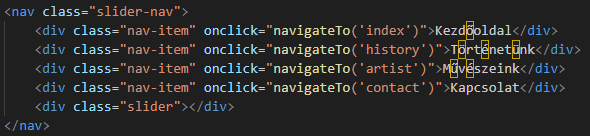 <nav class="slider-nav">
<div class="nav-item" onclick="navigateTo('index')">Kezdőoldal</div>
<div class="nav-item" onclick="navigateTo('history')">Történetünk</div>
<div class="nav-item" onclick="navigateTo('artist')">Művészeink</div>
<div class="nav-item" onclick="navigateTo('contact')">Kapcsolat</div>
<div class="slider"></div>
</nav>